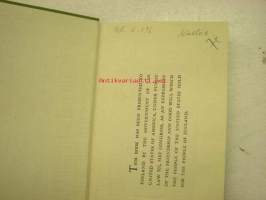 THIS BOOK HAS BEEN PRESENTED TO
FINLAND BY THE GOVERNMENT OF THE
UNITED STATES OF AMERICA, UNDER PUBLIC
LAW CONGRESS, AS AN EXPRESSION
OF THE FRIENDSHIP AND GOOD WILL WHICH
THE PEOPLE OF THE UNITED STATES HOLD
FOR THE PEOPLE OF FINLAND.